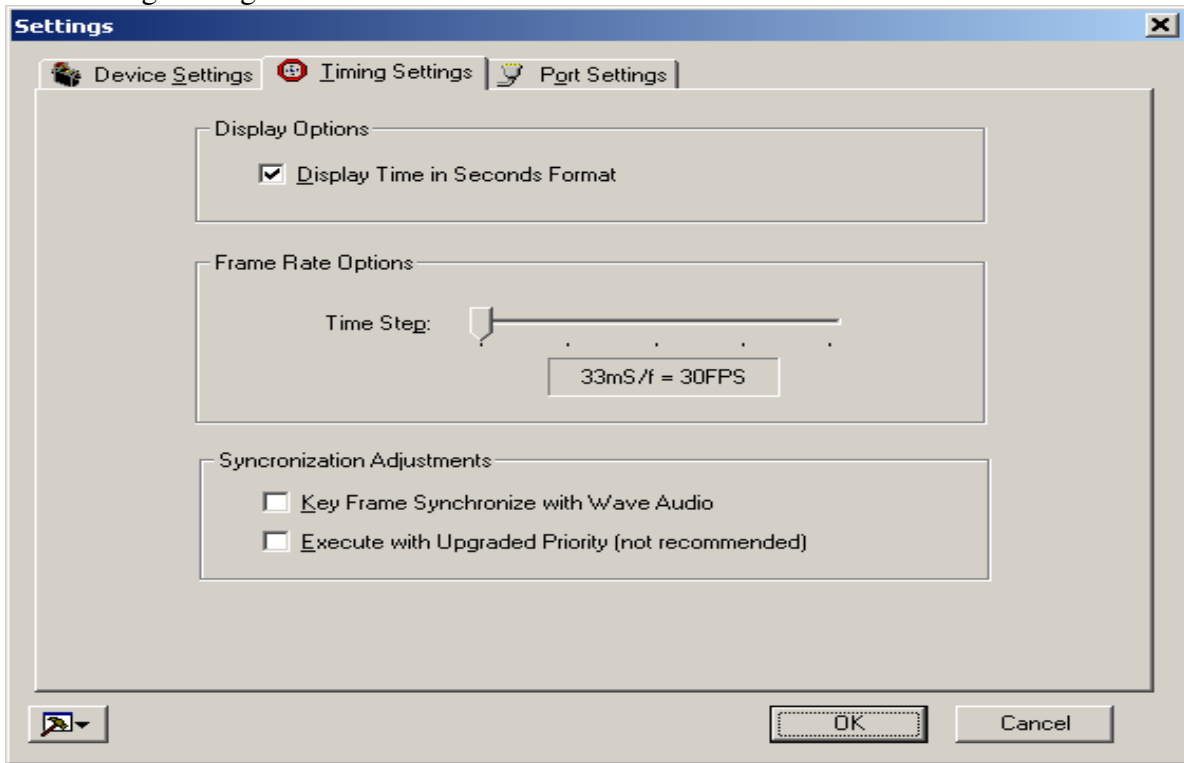 Settings
Device Settings Timing Settings Port Settings
Display Options
Display Time in Seconds Format
Frame Rate Options
Time Step:
33mS/f = 30FPS
Syncronization Adjustments
Key Frame Synchronize with Wave Audio
Execute with Upgraded Priority (not recommended)
OK Cancel